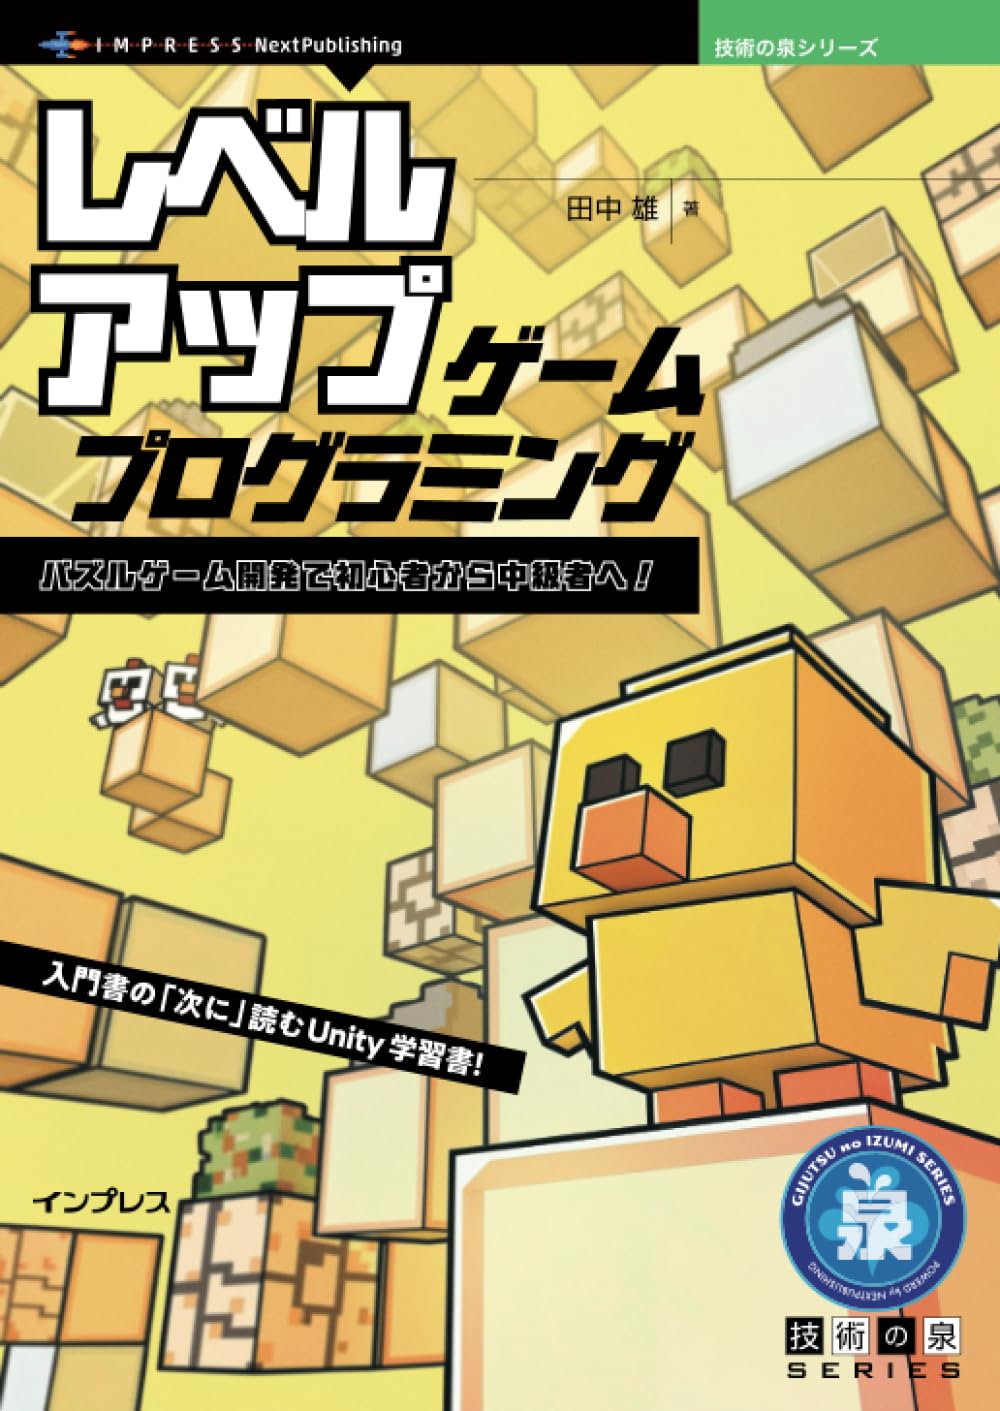 IMPRESS NextPublishing
技術の泉シリーズ
レベル
アップゲーム
プログラミング
田中 雄 著
パズルゲーム開発で初心者から中級者へ！
入門書の「次に」読むUnity学習書!
インプレス
GIJUTSU no IZUMI SERIES
泉
POWERD by NEXTPUBLISHING
技術の泉
SERIES